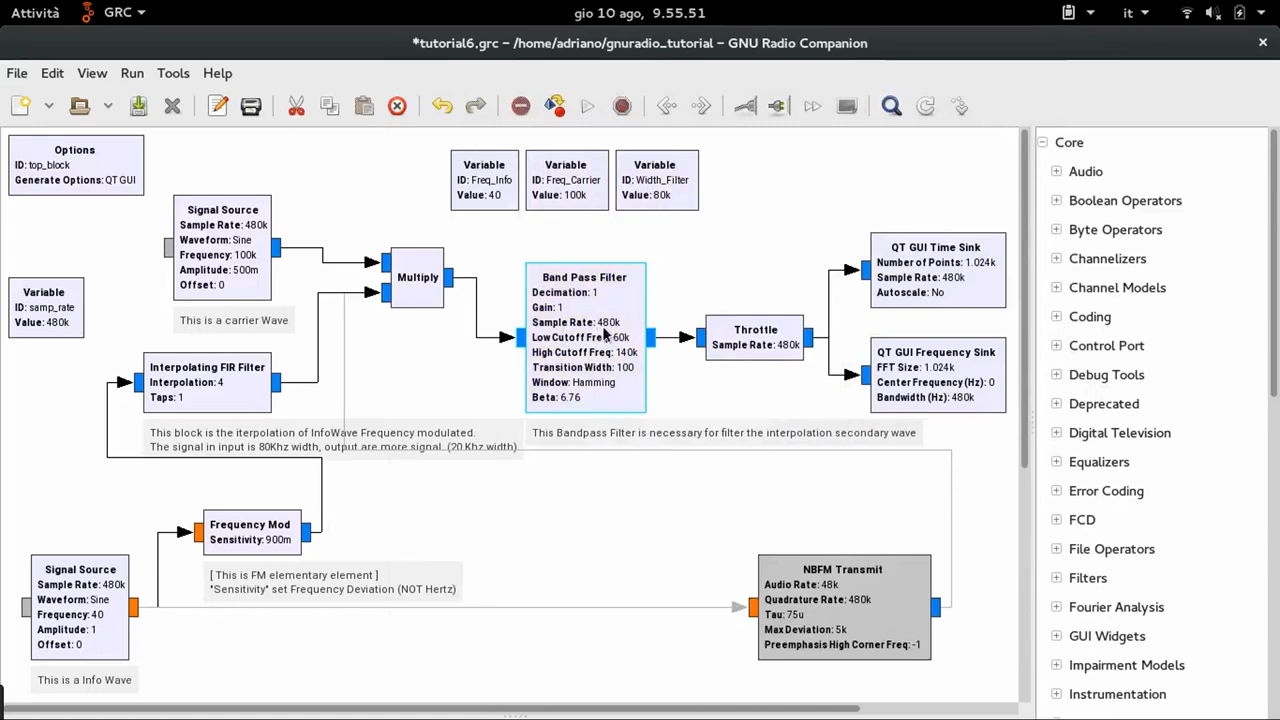 Attività
GRC
gio 10 ago, 9.55.51
it
*tutorial6.grc – /home/adriano/gnuradio_tutorial – GNU Radio Companion
File Edit View Run Tools Help
Options
ID: top_block
Generate Options: QT GUI
Variable
ID: Freq_Info
Value: 40
Variable
ID: Freq_Carrier
Value: 100k
Variable
ID: Width_Filter
Value: 80k
Signal Source
Sample Rate: 480k
Waveform: Sine
Frequency: 100k
Amplitude: 500m
Offset: 0
This is a carrier Wave
Multiply
Variable
ID: samp_rate
Value: 480k
Interpolating FIR Filter
Interpolation: 4
Taps: 1
This block is the iterpolation of InfoWave Frequency modulated.
The signal in input is 80Khz width, output are more signal. (20 Khz width)
Band Pass Filter
Decimation: 1
Gain: 1
Sample Rate: 480k
Low Cutoff Freq: 60k
High Cutoff Freq: 140k
Transition Width: 100
Window: Hamming
Beta: 6.76
This Bandpass Filter is necessary for filter the interpolation secondary wave
Throttle
Sample Rate: 480k
QT GUI Time Sink
Number of Points: 1.024k
Sample Rate: 480k
Autoscale: No
QT GUI Frequency Sink
FFT Size: 1.024k
Center Frequency (Hz): 0
Bandwidth (Hz): 480k
Frequency Mod
Sensitivity: 900m
[ This is FM elementary element ]
"Sensitivity" set Frequency Deviation (NOT Hertz)
Signal Source
Sample Rate: 480k
Waveform: Sine
Frequency: 40
Amplitude: 1
Offset: 0
This is a Info Wave
NBFM Transmit
Audio Rate: 48k
Quadrature Rate: 480k
Tau: 75u
Max Deviation: 5k
Preemphasis High Corner Freq: -1
Core
Audio
Boolean Operators
Byte Operators
Channelizers
Channel Models
Coding
Control Port
Debug Tools
Deprecated
Digital Television
Equalizers
Error Coding
FCD
File Operators
Filters
Fourier Analysis
GUI Widgets
Impairment Models
Instrumentation